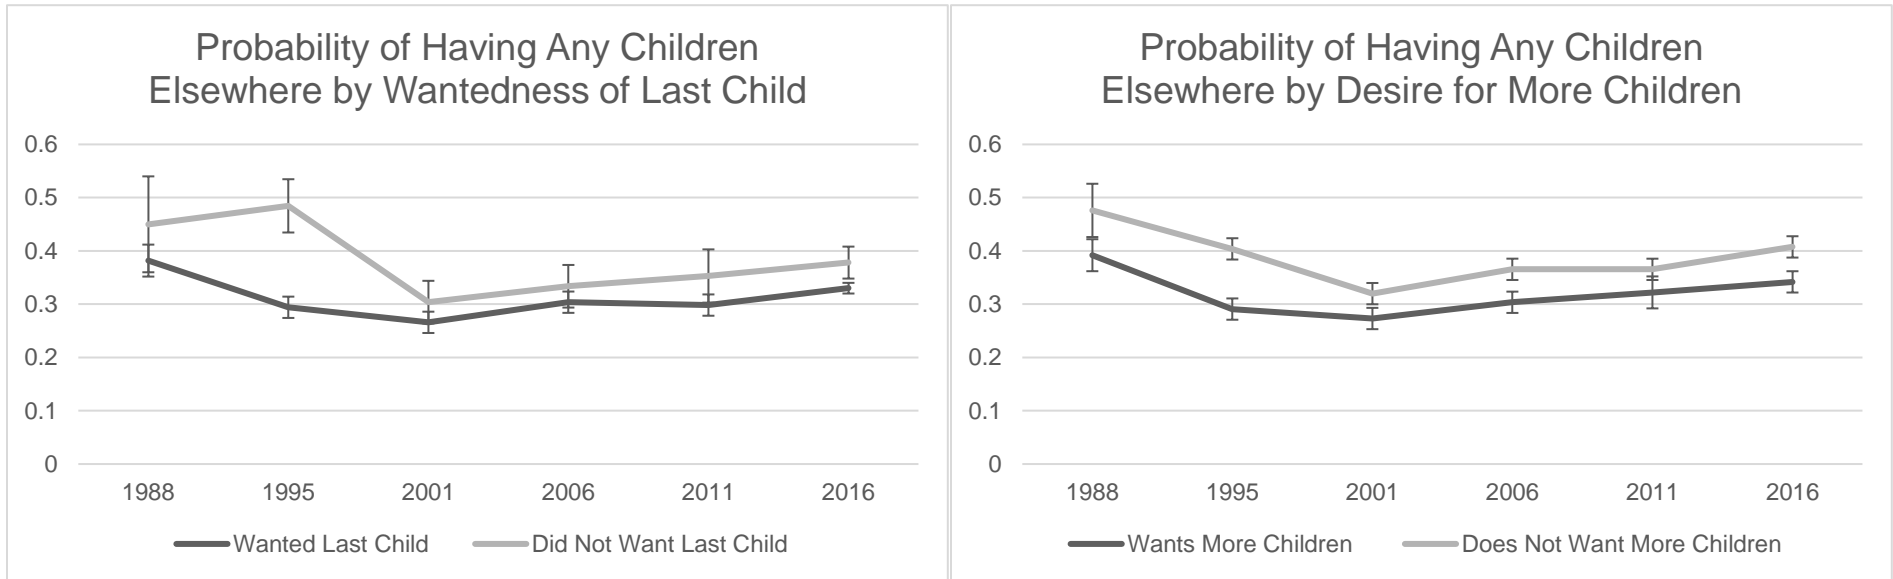 Probability of Having Any Children
Elsewhere by Wantedness of Last Child
0.6
0.5
0.4
0.3
0.2
0.1
0
1988 1995 2001 2006 2011 2016
Wanted Last Child Did Not Want Last Child
Probability of Having Any Children
Elsewhere by Desire for More Children
0.6
0.5
0.4
0.3
0.2
0.1
0
1988 1995 2001 2006 2011 2016
Wants More Children Does Not Want More Children